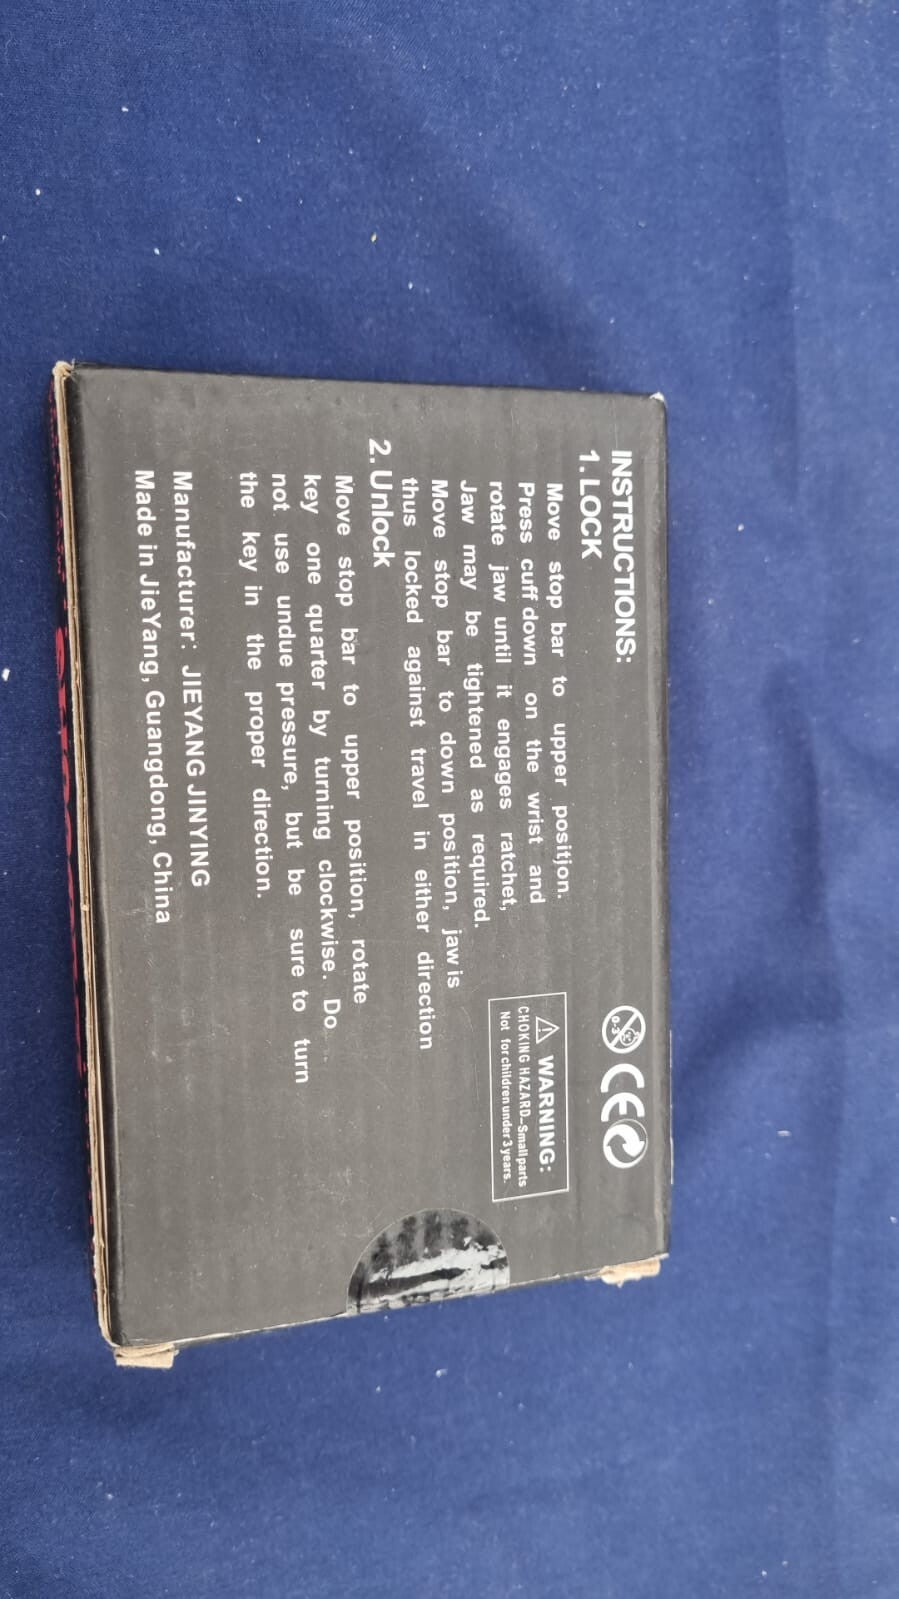 INSTRUCTIONS:
1. LOCK
Move stop bar to upper position.
Press cuff down on the wrist and
rotate jaw until it engages ratchet,
Jaw may be tightened as required.
Move stop bar to down position, jaw is
thus locked against travel in either direction
2. Unlock
Move stop bar to upper position, rotate
key one quarter by turning clockwise. Do
not use undue pressure, but be sure to turn
the key in the proper direction.
Manufacturer: JIEYANG JINYING
Made in JieYang, Guangdong, China
0-3
CE
WARNING:
CHOKING HAZARD-Small parts
Not for children under 3 years.